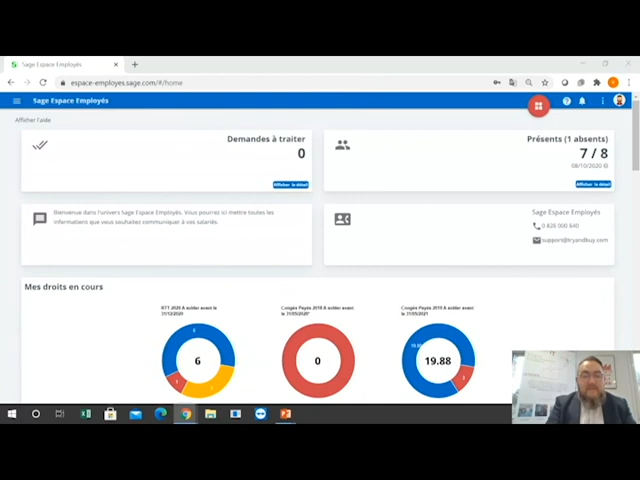 Sage Espace Employés
espace-employes.sage.com/#/home
Sage Espace Employés
Afficher l'aide
Demandes à traiter
0
Afficher le détail
Présents (1 absents)
7 / 8
08/10/2020
Afficher le détail
Bienvenue dans l'univers Sage Espace Employés. Vous pourrez ici mettre toutes les
informations que vous souhaitez communiquer à vos salariés.
Sage Espace Employés
0 826 000 840
support@tryandbuy.com
Mes droits en cours
RTT 2020 A solder avant le
31/12/2020
6
Congés Payés 2019 A solder avant
le 31/05/2020*
0
Congés Payés 2019 A solder avant
le 31/05/2021
19.88